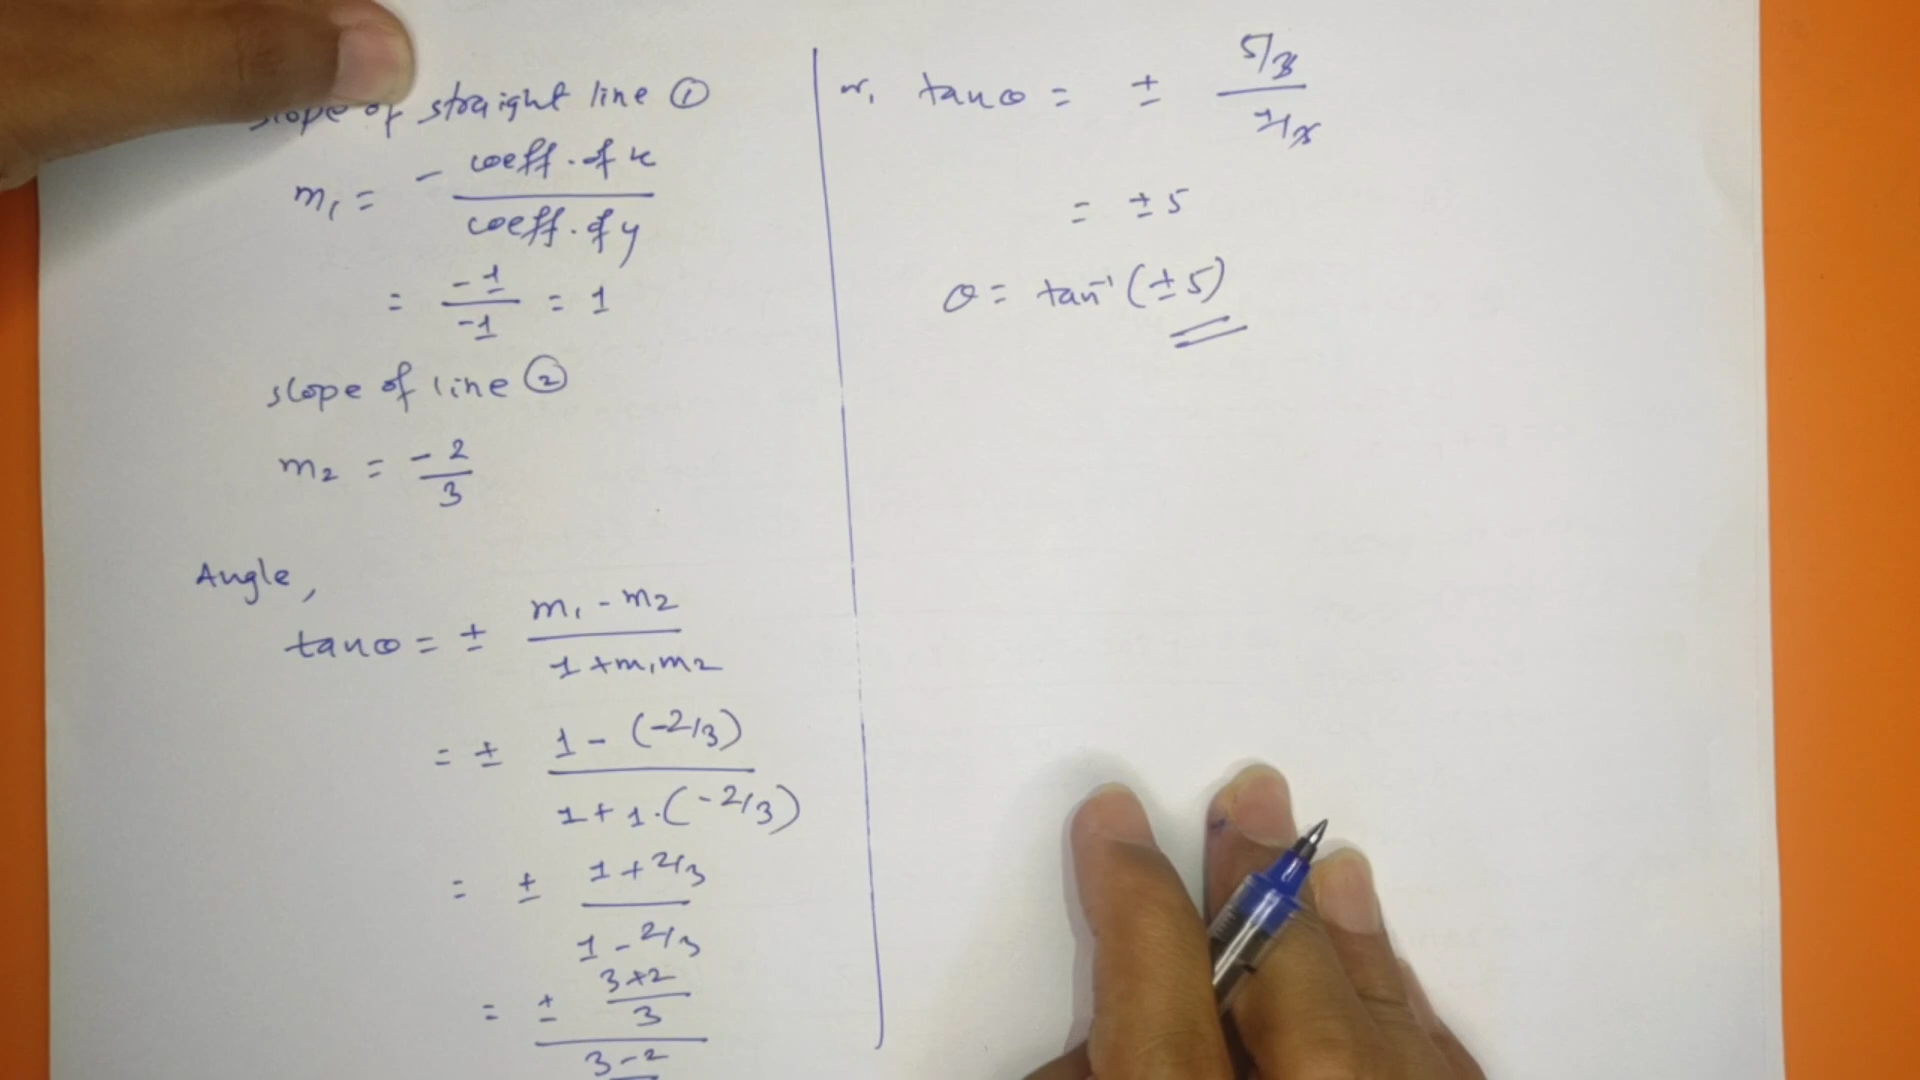 slope of straight line ①
m₁ = - coeff. of x / coeff. of y
= -1 / -1 = 1
slope of line ②
m₂ = -2 / 3
Angle,
tanθ = ± m₁ - m₂ / 1 + m₁m₂
= ± 1 - (-2/3) / 1 + 1.(-2/3)
= ± 1 + 2/3 / 1 - 2/3
= ± 3+2 / 3 / 3-2
or, tanθ = ± 5/3 / 1/3
= ± 5
θ = tan⁻¹ (± 5)